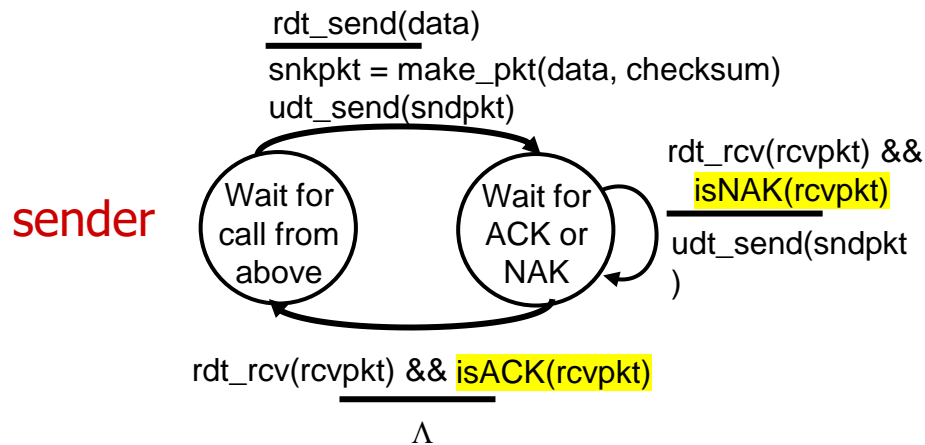 rdt_send(data)
snkpkt = make_pkt(data, checksum)
udt_send(sndpkt)
sender
Wait for
call from
above
Wait for
ACK or
NAK
rdt_rcv(rcvpkt) &&
isNAK(rcvpkt)
udt_send(sndpkt
)
rdt_rcv(rcvpkt) && isACK(rcvpkt)
Λ